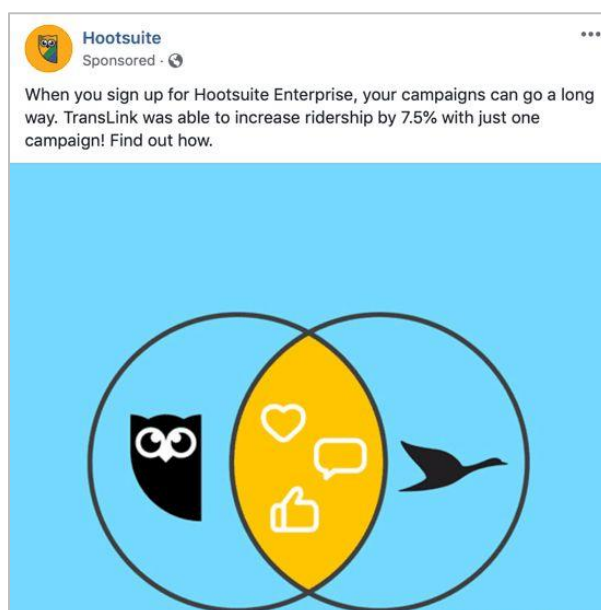 Hootsuite
Sponsored ·
When you sign up for Hootsuite Enterprise, your campaigns can go a long
way. TransLink was able to increase ridership by 7.5% with just one
campaign! Find out how.